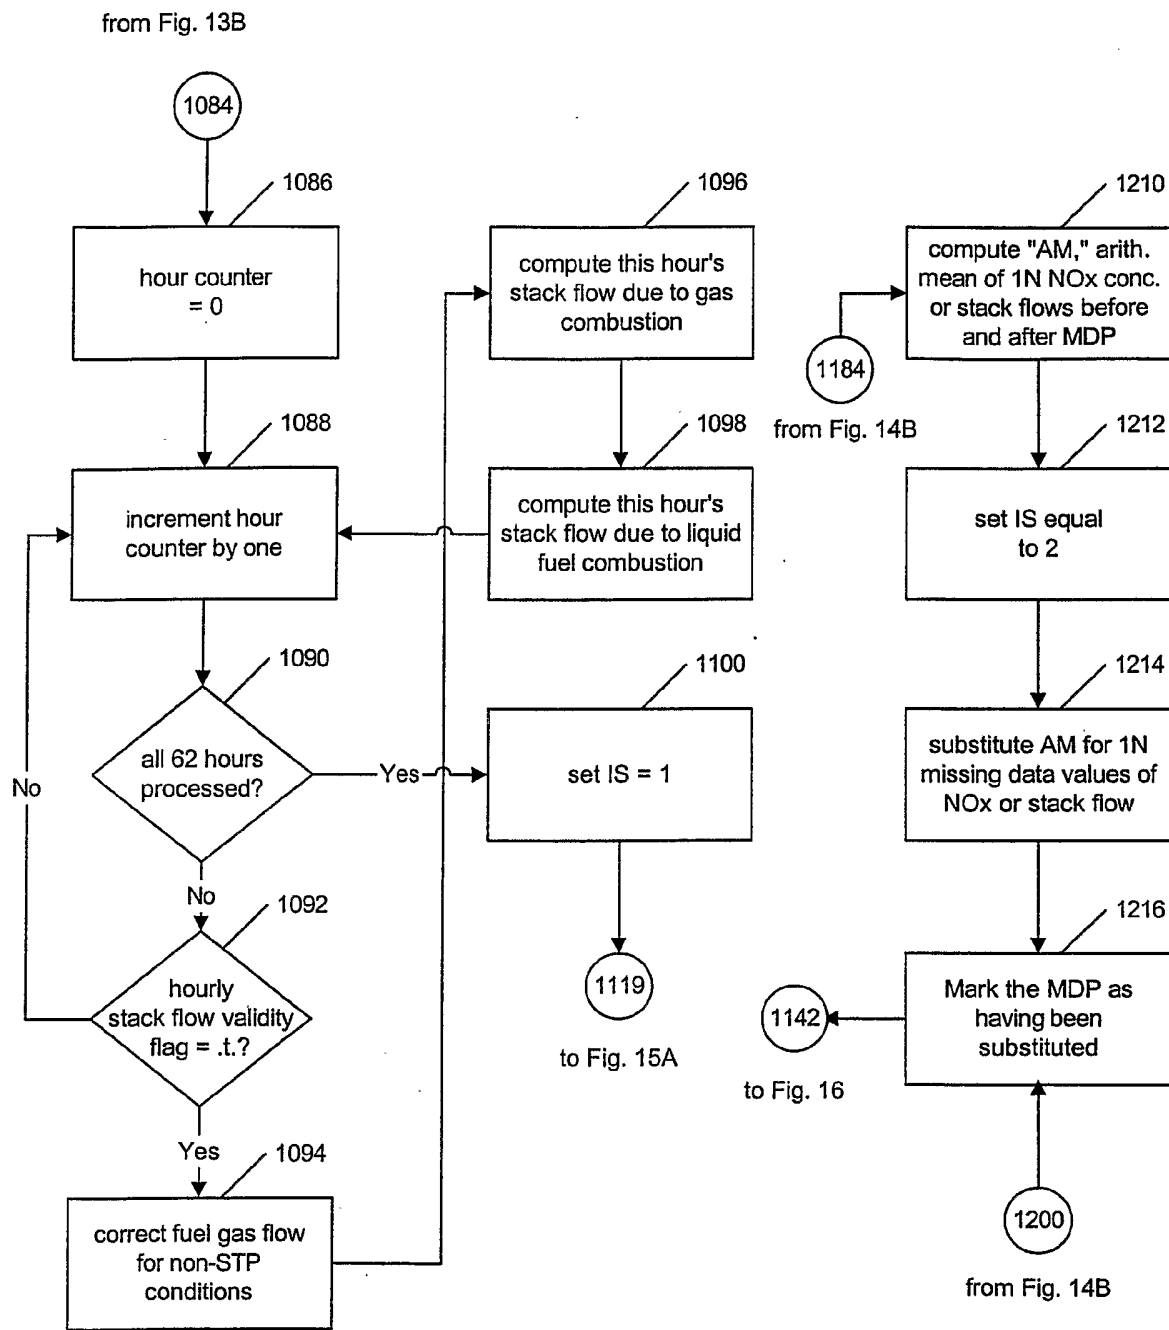 from Fig. 13B
1084
1086
hour counter
= 0
1088
increment hour
counter by one
1090
all 62 hours
processed?
No
Yes
No
1092
hourly
stack flow validity
flag = .t.?
Yes
1094
correct fuel gas flow
for non-STP
conditions
1096
compute this hour's
stack flow due to gas
combustion
1098
compute this hour's
stack flow due to liquid
fuel combustion
1100
set IS = 1
1119
to Fig. 15A
1184
from Fig. 14B
1210
compute "AM," arith.
mean of 1N NOx conc.
or stack flows before
and after MDP
1212
set IS equal
to 2
1214
substitute AM for 1N
missing data values of
NOx or stack flow
1216
Mark the MDP as
having been
substituted
1142
to Fig. 16
1200
from Fig. 14B